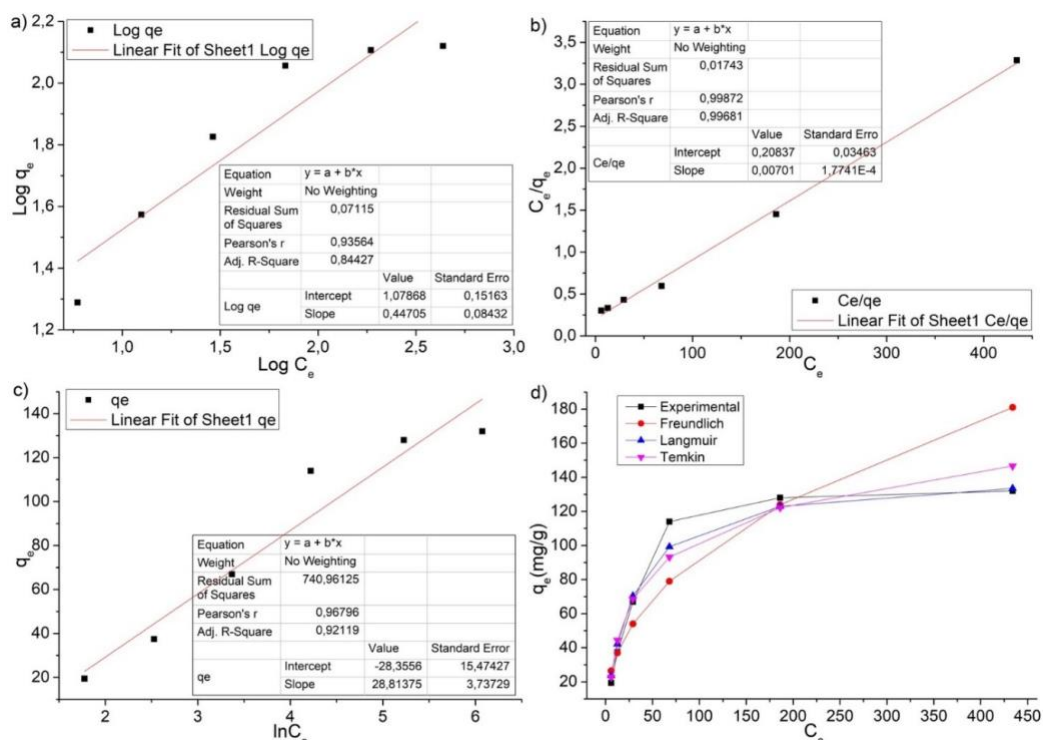 a)
Log qe
Linear Fit of Sheet1 Log qe
2,2
2,0
1,8
1,6
1,4
1,2
Log qe
Equation y = a + b*x
Weight No Weighting
Residual Sum of Squares 0,07115
Pearson's r 0,93564
Adj. R-Square 0,84427
Value Standard Erro
Log qe Intercept 1,07868 0,15163
Slope 0,44705 0,08432
1,0 1,5 2,0 2,5 3,0
Log Ce
b)
3,5
3,0
2,5
2,0
1,5
1,0
0,5
0,0
Ce/qe
Equation y = a + b*x
Weight No Weighting
Residual Sum of Squares 0,01743
Pearson's r 0,99872
Adj. R-Square 0,99681
Value Standard Erro
Ce/qe Intercept 0,20837 0,03463
Slope 0,00701 1,7741E-4
Ce/qe
Linear Fit of Sheet1 Ce/qe
0 100 200 300 400
Ce
c)
qe
Linear Fit of Sheet1 qe
140
120
100
80
60
40
20
qe
Equation y = a + b*x
Weight No Weighting
Residual Sum of Squares 740,96125
Pearson's r 0,96796
Adj. R-Square 0,92119
Value Standard Error
qe Intercept -28,3556 15,47427
Slope 28,81375 3,73729
2 3 4 5 6
lnCe
d)
Experimental
Freundlich
Langmuir
Temkin
180
160
140
120
100
80
60
40
20
qe(mg/g)
0 50 100 150 200 250 300 350 400 450
Ce